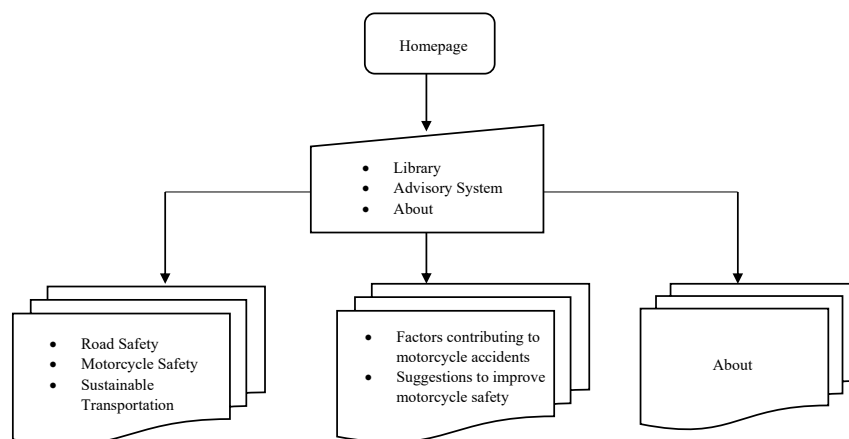 Homepage
• Library
• Advisory System
• About
• Road Safety
• Motorcycle Safety
• Sustainable
Transportation
• Factors contributing to
motorcycle accidents
• Suggestions to improve
motorcycle safety
About